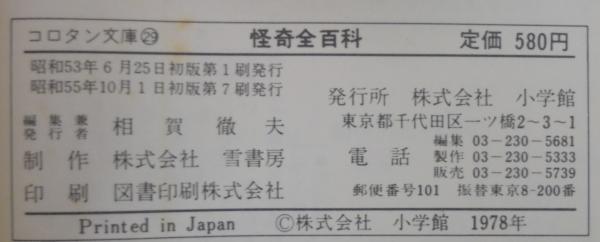 コロタン文庫㉙ 怪奇全百科 定価 580円
昭和53年6月25日初版第1刷発行
昭和55年10月1日初版第7刷発行
編集兼発行者 相賀徹夫
制作 株式会社 雪書房
印刷 図書印刷株式会社
発行所 株式会社 小学館
東京都千代田区一ツ橋2〜3〜1
電話 編集 03-230-5681
製作 03-230-5333
販売 03-230-5739
郵便番号101 振替東京8-200番
Printed in Japan Ⓒ株式会社 小学館 1978年